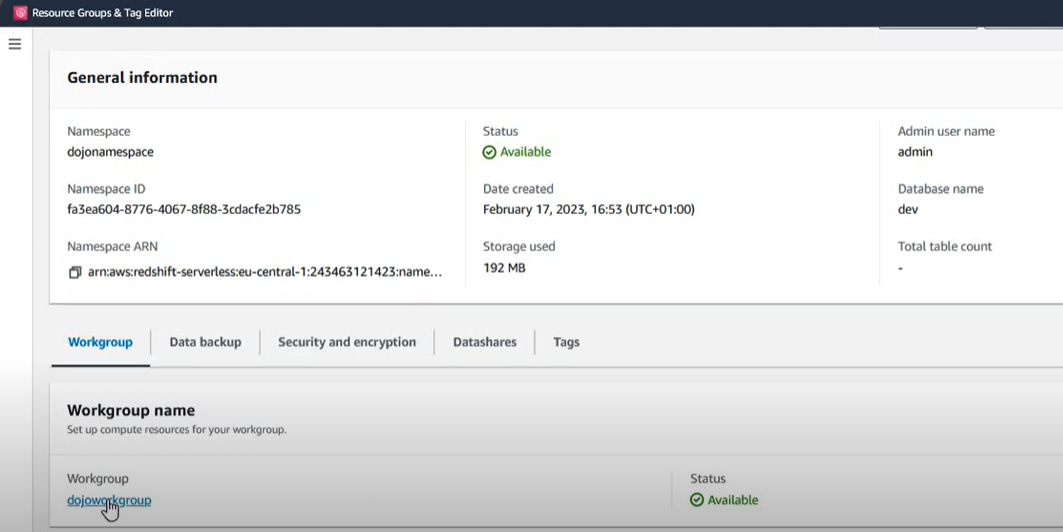 Resource Groups & Tag Editor
General information
Namespace
dojonamespace
Namespace ID
fa3ea604-8776-4067-8f88-3cdacfe2b785
Namespace ARN
arn:aws:redshift-serverless:eu-central-1:243463121423:name...
Status
Available
Date created
February 17, 2023, 16:53 (UTC+01:00)
Storage used
192 MB
Admin user name
admin
Database name
dev
Total table count
-
Workgroup
Data backup
Security and encryption
Datashares
Tags
Workgroup name
Set up compute resources for your workgroup.
Workgroup
dojoworkgroup
Status
Available